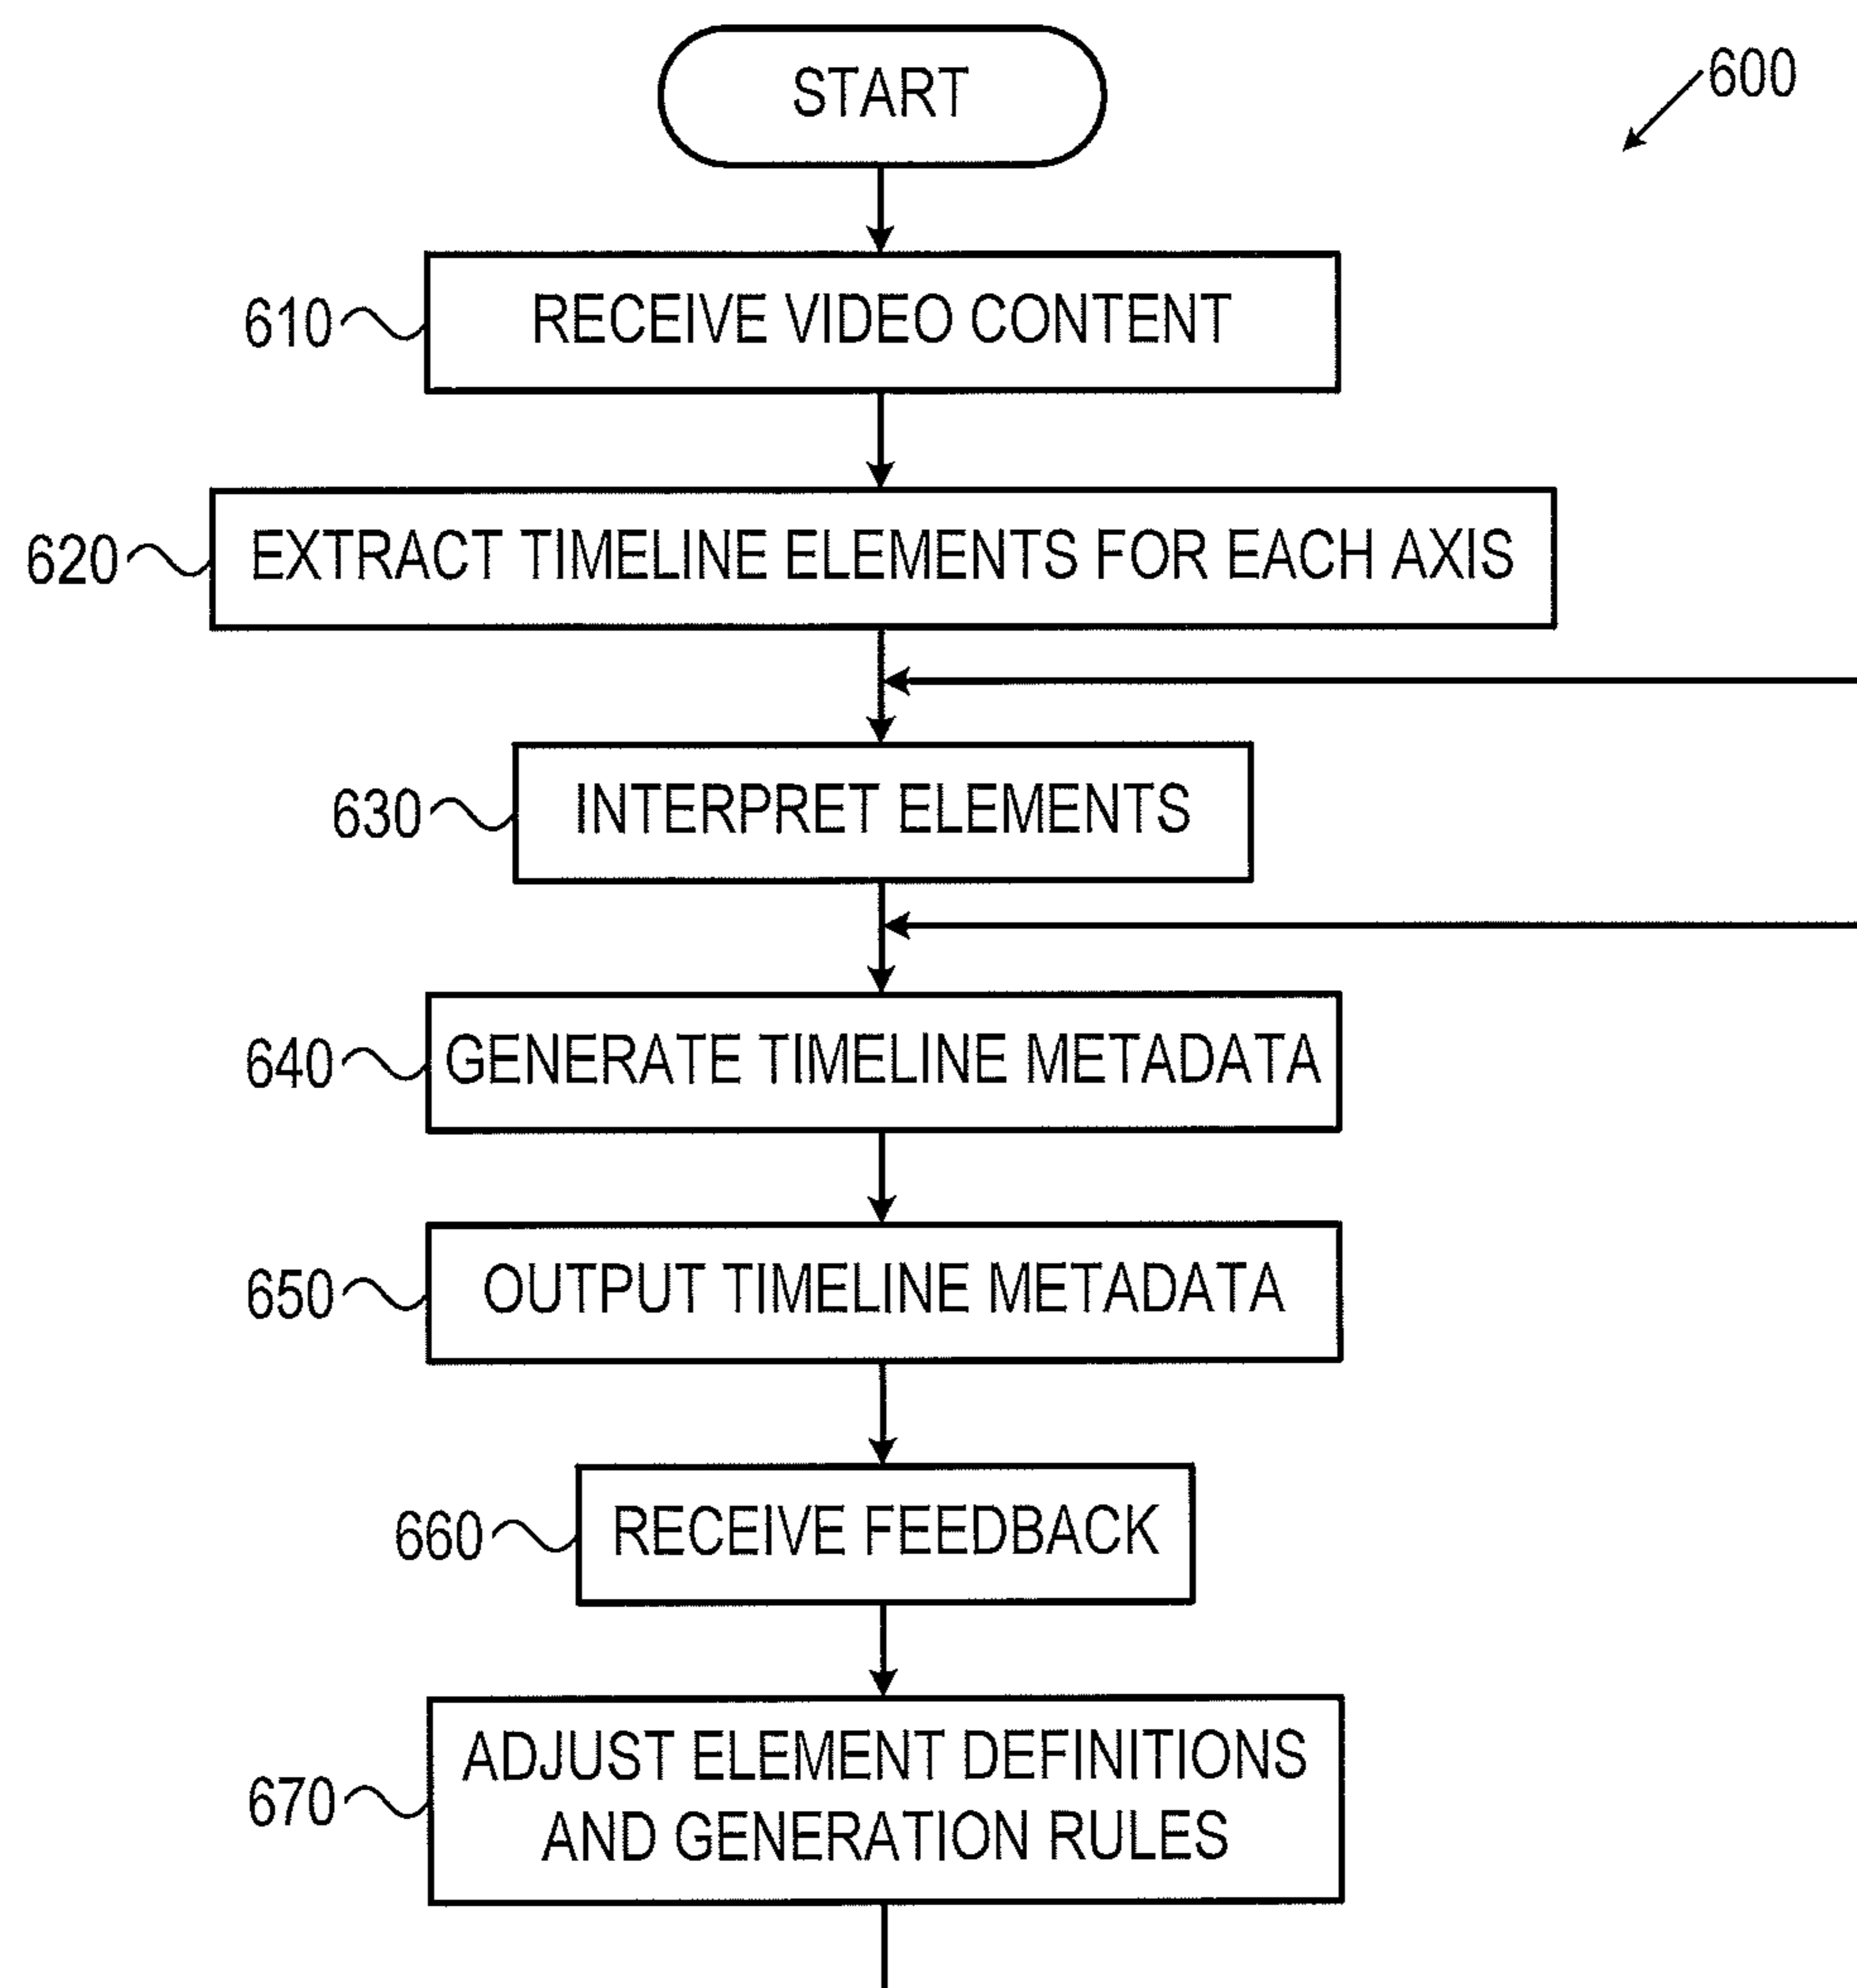 START
600
610
RECEIVE VIDEO CONTENT
620
EXTRACT TIMELINE ELEMENTS FOR EACH AXIS
630
INTERPRET ELEMENTS
640
GENERATE TIMELINE METADATA
650
OUTPUT TIMELINE METADATA
660
RECEIVE FEEDBACK
670
ADJUST ELEMENT DEFINITIONS
AND GENERATION RULES